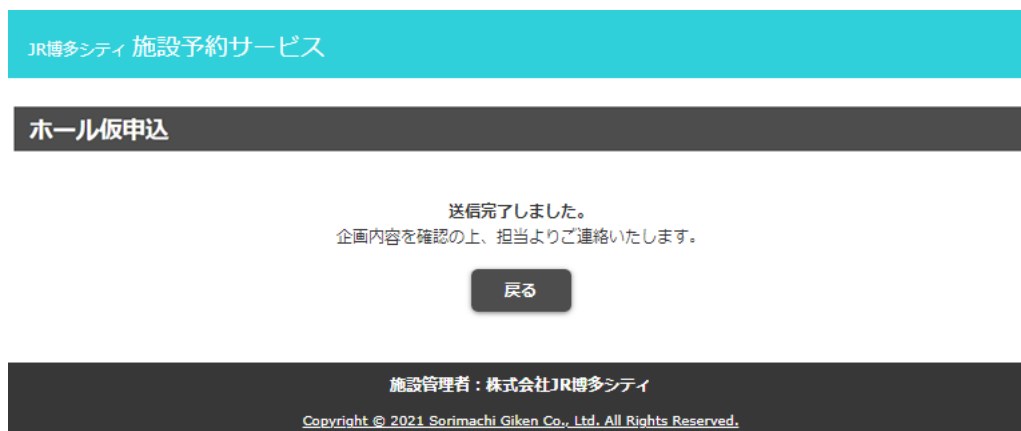 JR博多シティ 施設予約サービス
ホール仮申込
送信完了しました。
企画内容を確認の上、担当よりご連絡いたします。
戻る
施設管理者：株式会社JR博多シティ
Copyright © 2021 Sorimachi Giken Co., Ltd. All Rights Reserved.